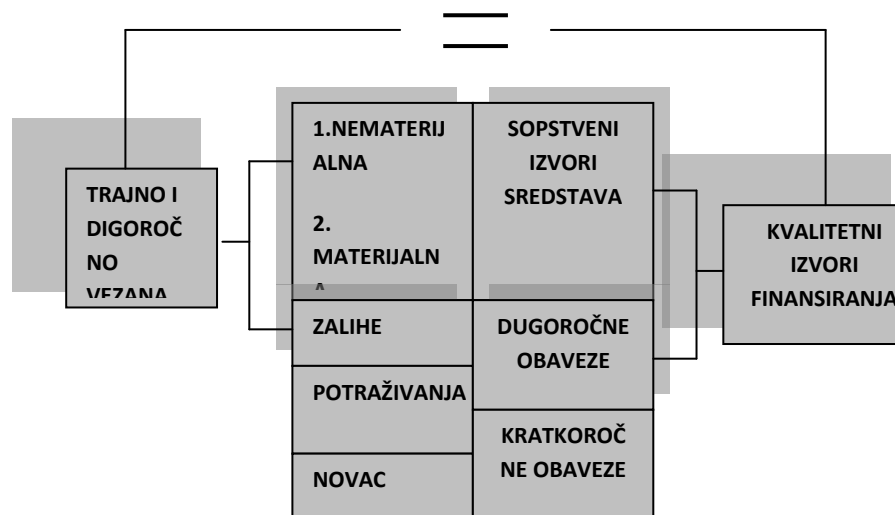 1.NEMATERIJ
ALNA
2.
MATERIJALN
SOPSTVENI
IZVORI
SREDSTAVA
TRAJNO I
DIGOROČ
NO
VEZANA
KVALITETNI
IZVORI
FINANSIRANJA
ZALIHE
DUGOROČNE
OBAVEZE
POTRAŽIVANJA
KRATKOROČ
NE OBAVEZE
NOVAC